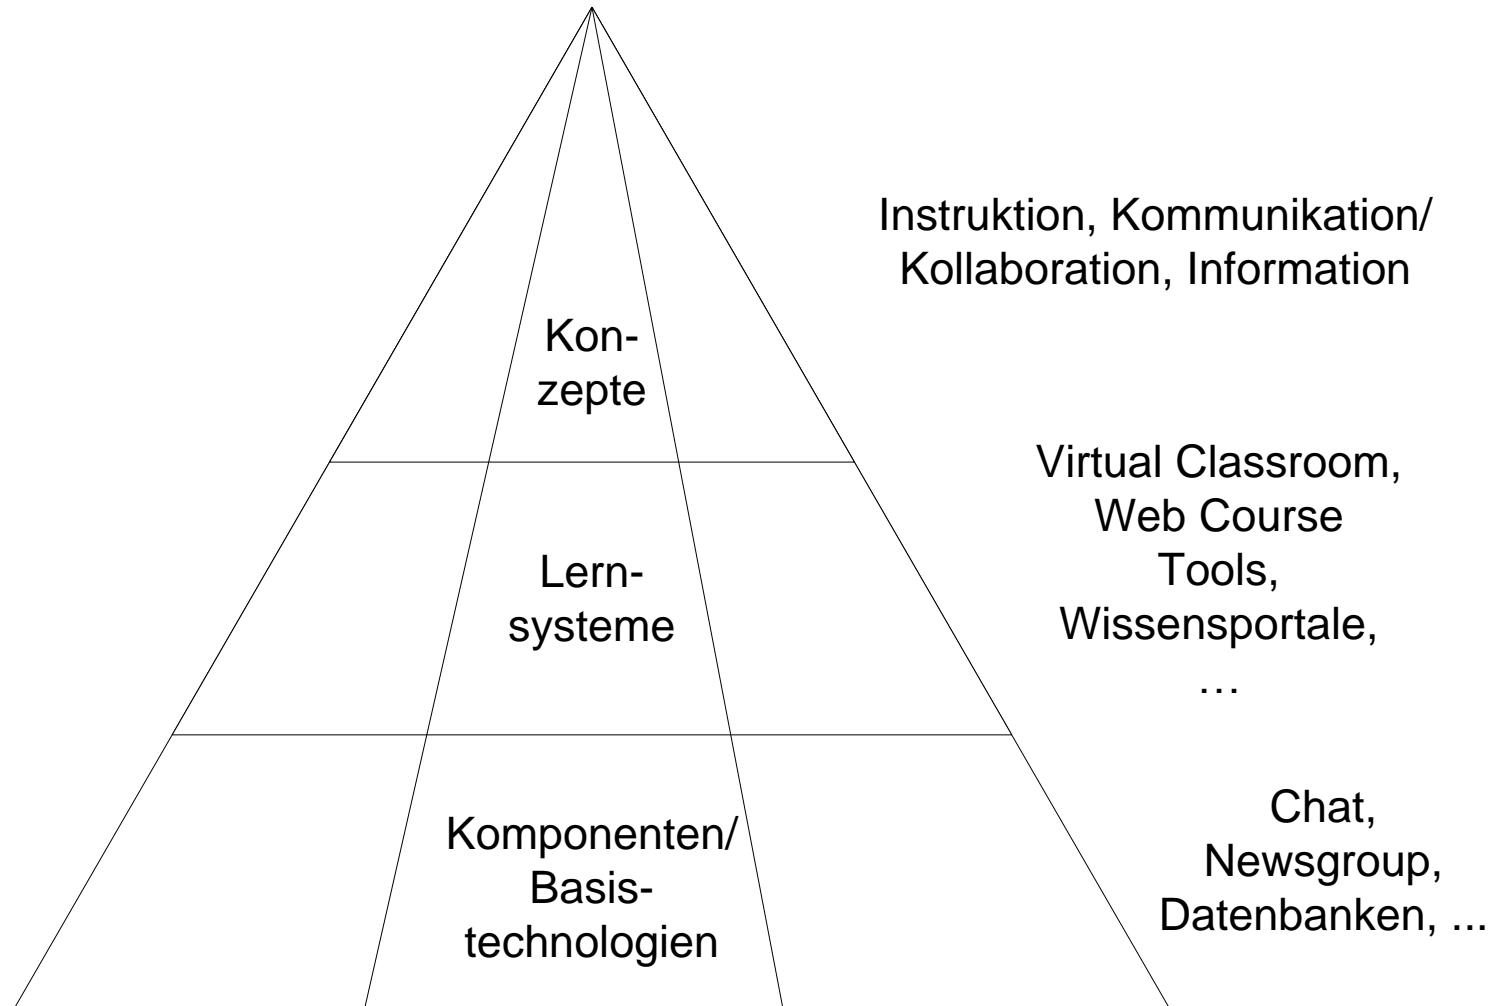 Instruktion, Kommunikation/
Kollaboration, Information
Kon-
zepte
Virtual Classroom,
Web Course
Tools,
Wissensportale,
…
Lern-
systeme
Chat,
Newsgroup,
Datenbanken, ...
Komponenten/
Basis-
technologien